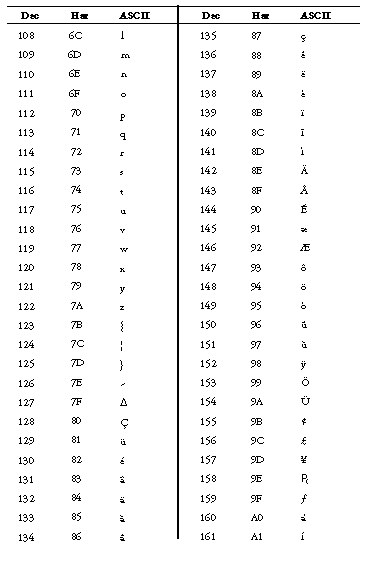 Dec Hex ASCII
108 6C l
109 6D m
110 6E n
111 6F o
112 70 p
113 71 q
114 72 r
115 73 s
116 74 t
117 75 u
118 76 v
119 77 w
120 78 x
121 79 y
122 7A z
123 7B {
124 7C ¦
125 7D }
126 7E ~
127 7F Δ
128 80 Ç
129 81 ü
130 82 é
131 83 â
132 84 ä
133 85 à
134 86 å
Dec Hex ASCII
135 87 ç
136 88 ê
137 89 ë
138 8A è
139 8B ï
140 8C î
141 8D ì
142 8E Ä
143 8F Å
144 90 É
145 91 æ
146 92 Æ
147 93 ô
148 94 ö
149 95 ò
150 96 û
151 97 ù
152 98 ÿ
153 99 Ö
154 9A Ü
155 9B ¢
156 9C £
157 9D ¥
158 9E ₧
159 9F ƒ
160 A0 á
161 A1 í